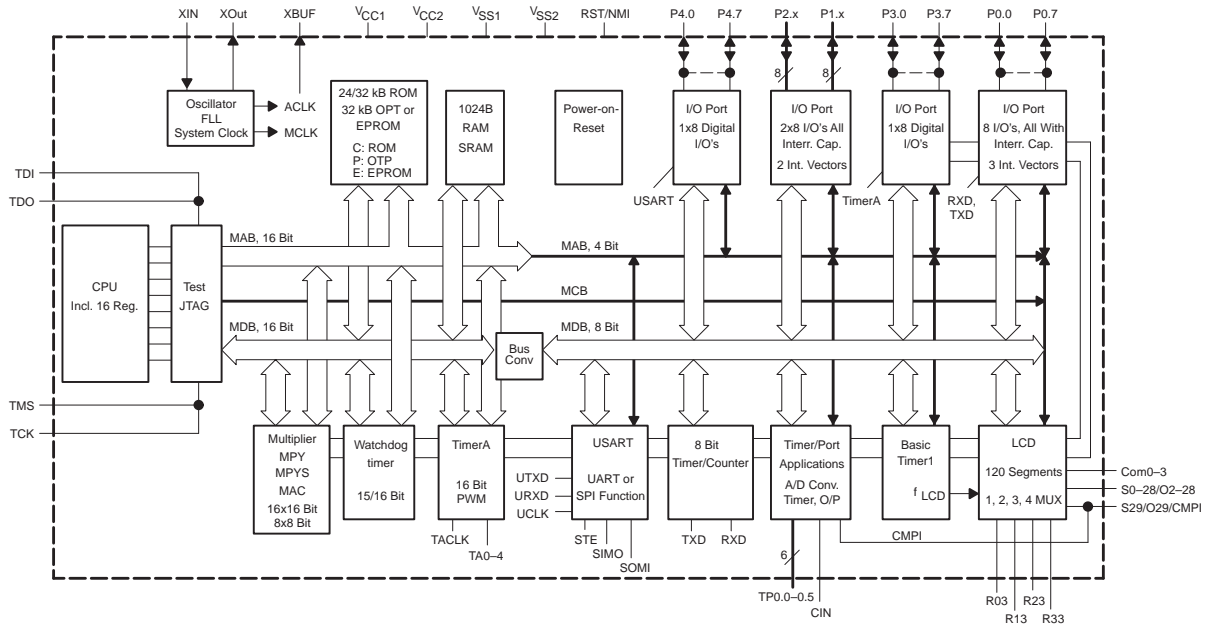 XIN XOut XBUF VCC1 VCC2 VSS1 VSS2 RST/NMI P4.0 P4.7 P2.x P1.x P3.0 P3.7 P0.0 P0.7
8 8
Oscillator
FLL
System Clock
ACLK
MCLK
24/32 kB ROM
32 kB OPT or
EPROM
C: ROM
P: OTP
E: EPROM
1024B
RAM
SRAM
Power-on-
Reset
I/O Port
1x8 Digital
I/O's
I/O Port
2x8 I/O's All
Interr. Cap.
2 Int. Vectors
I/O Port
1x8 Digital
I/O's
I/O Port
8 I/O's, All With
Interr. Cap.
3 Int. Vectors
TDI
TDO
USART
TimerA
RXD,
TXD
CPU
Incl. 16 Reg.
Test
JTAG
MAB, 16 Bit
MAB, 4 Bit
MCB
MDB, 16 Bit
MDB, 8 Bit
Bus
Conv
TMS
TCK
Multiplier
MPY
MPYS
MAC
16x16 Bit
8x8 Bit
Watchdog
timer
15/16 Bit
TimerA
16 Bit
PWM
TACLK
TA0–4
UTXD
URXD
UCLK
USART
UART or
SPI Function
STE
SIMO
SOMI
8 Bit
Timer/Counter
TXD RXD
Timer/Port
Applications
A/D Conv.
Timer, O/P
6
TP0.0–0.5
CIN
CMPI
Basic
Timer1
f LCD
LCD
120 Segments
1, 2, 3, 4 MUX
Com0–3
S0–28/O2–28
S29/O29/CMPI
R03
R13
R23
R33